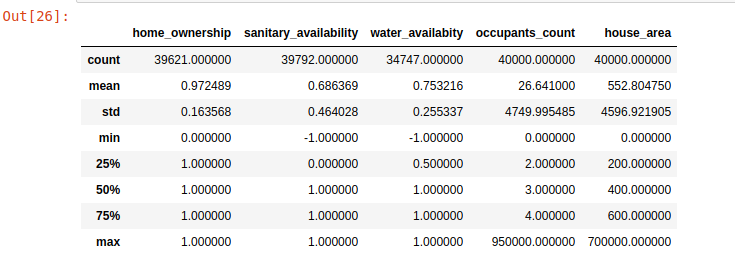 Out[26]:
home_ownership sanitary_availability water_availabity occupants_count house_area
count 39621.000000 39792.000000 34747.000000 40000.000000 40000.000000
mean 0.972489 0.686369 0.753216 26.641000 552.804750
std 0.163568 0.464028 0.255337 4749.995485 4596.921905
min 0.000000 -1.000000 -1.000000 0.000000 0.000000
25% 1.000000 0.000000 0.500000 2.000000 200.000000
50% 1.000000 1.000000 1.000000 3.000000 400.000000
75% 1.000000 1.000000 1.000000 4.000000 600.000000
max 1.000000 1.000000 1.000000 950000.000000 700000.000000